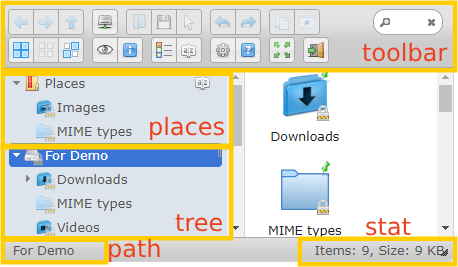 toolbar
Places
Images
MIME types
places
For Demo
Downloads
MIME types
Videos
tree
Downloads
MIME types
stat
For Demo
path
Items: 9, Size: 9 KB